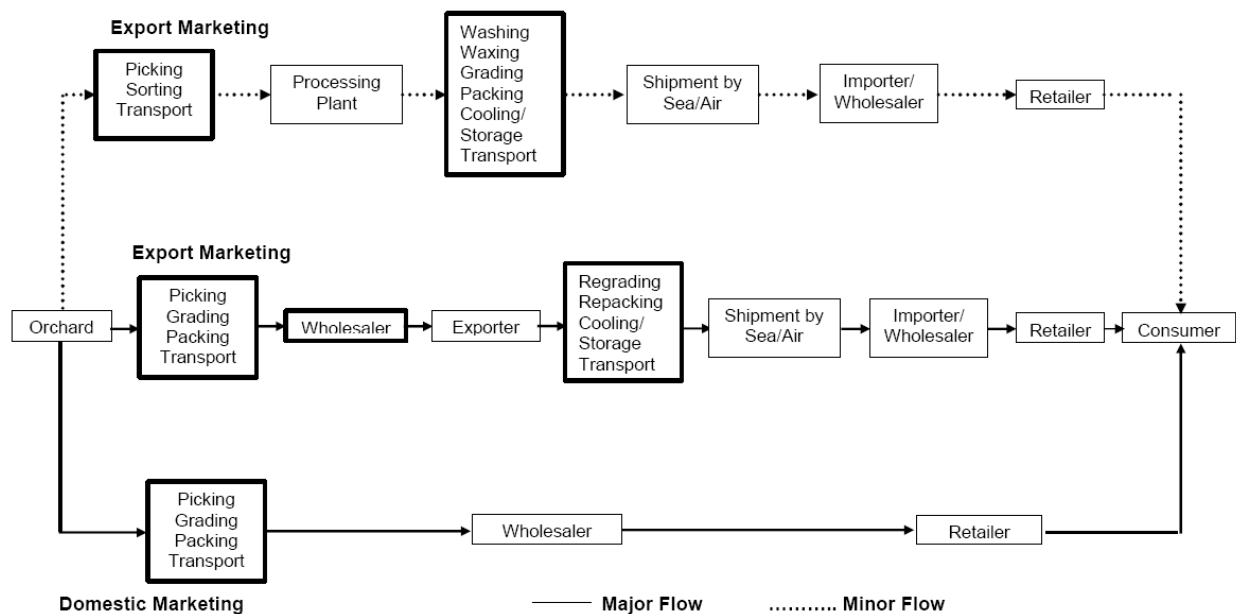 Export Marketing
Picking
Sorting
Transport
Processing
Plant
Washing
Waxing
Grading
Packing
Cooling/
Storage
Transport
Shipment by
Sea/Air
Importer/
Wholesaler
Retailer
Export Marketing
Orchard
Picking
Grading
Packing
Transport
Wholesaler
Exporter
Regrading
Repacking
Cooling/
Storage
Transport
Shipment by
Sea/Air
Importer/
Wholesaler
Retailer
Consumer
Picking
Grading
Packing
Transport
Wholesaler
Retailer
Domestic Marketing
Major Flow
Minor Flow